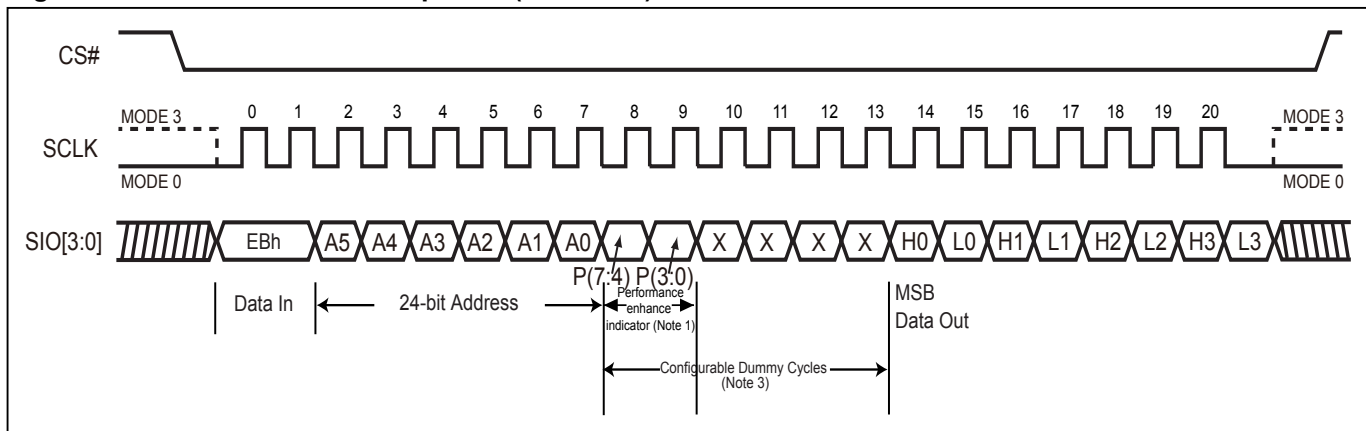 CS#
MODE 3 0 1 2 3 4 5 6 7 8 9 10 11 12 13 14 15 16 17 18 19 20 MODE 3
SCLK
MODE 0 MODE 0
SIO[3:0] EBh A5 A4 A3 A2 A1 A0 X X X X H0 L0 H1 L1 H2 L2 H3 L3
P(7:4) P(3:0)
Data In 24-bit Address
Performance
enhance
indicator (Note 1)
MSB
Data Out
Configurable Dummy Cycles
(Note 3)